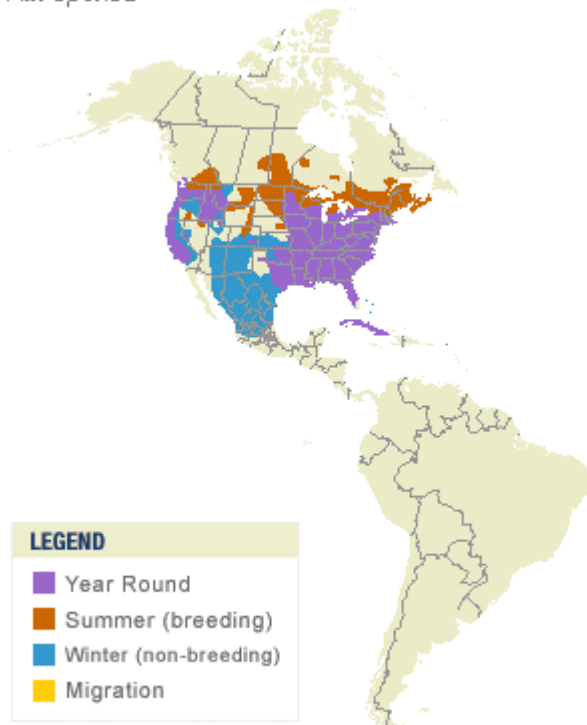 LEGEND
Year Round
Summer (breeding)
Winter (non-breeding)
Migration